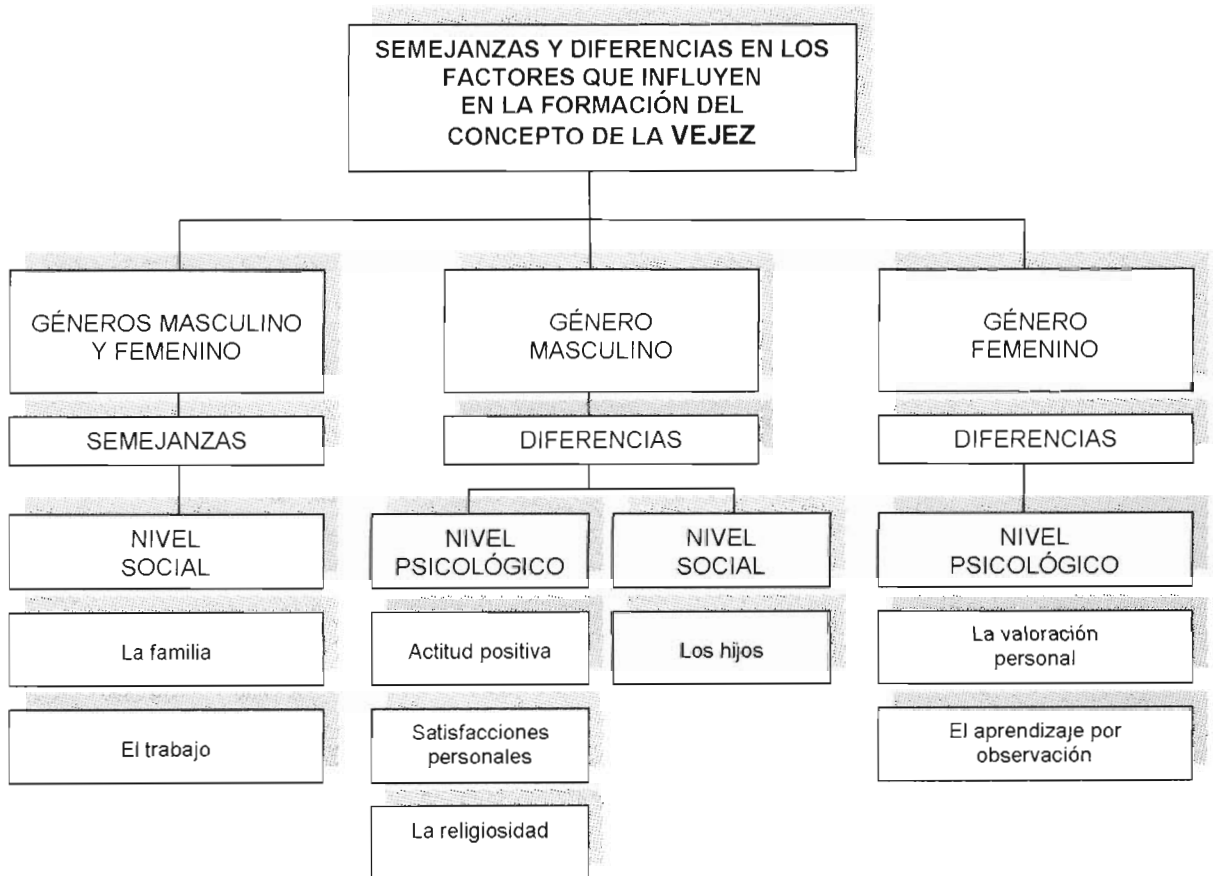 SEMEJANZAS Y DIFERENCIAS EN LOS
FACTORES QUE INFLUYEN
EN LA FORMACIÓN DEL
CONCEPTO DE LA VEJEZ
GÉNEROS MASCULINO
Y FEMENINO
SEMEJANZAS
NIVEL
SOCIAL
La familia
El trabajo
GÉNERO
MASCULINO
DIFERENCIAS
NIVEL
PSICOLÓGICO
Actitud positiva
Satisfacciones
personales
La religiosidad
NIVEL
SOCIAL
Los hijos
GÉNERO
FEMENINO
DIFERENCIAS
NIVEL
PSICOLÓGICO
La valoración
personal
El aprendizaje por
observación